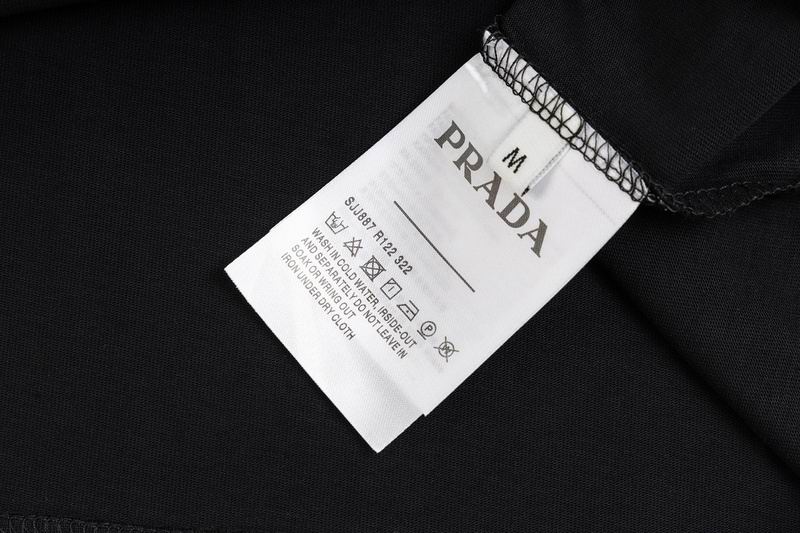 M
PRADA
SJJ887 R122 322
WASH IN COLD WATER, IRSIDE-OUT
AND SEPARATELY DO NOT LEAVE IN
SOAK OR WRING OUT
IRON UNDER DRY CLOTH